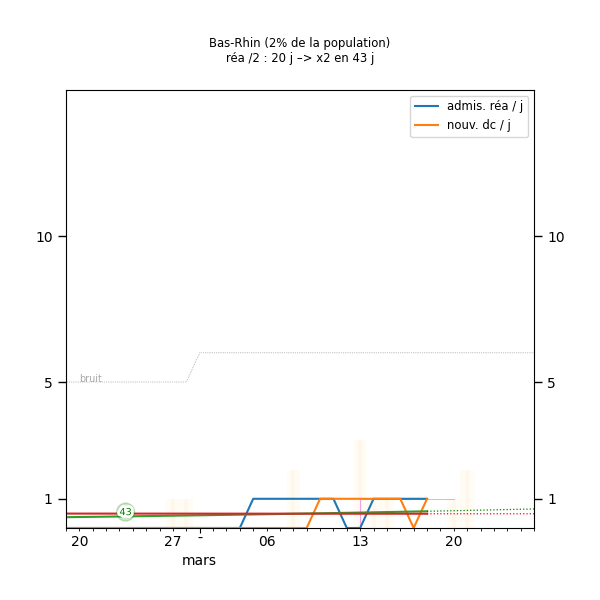 Bas-Rhin (2% de la population)
réa /2 : 20 j –> x2 en 43 j
admis. réa / j
nouv. dc / j
10 10
bruit
5 5
43
1 1
20 27 - 06 13 20
mars